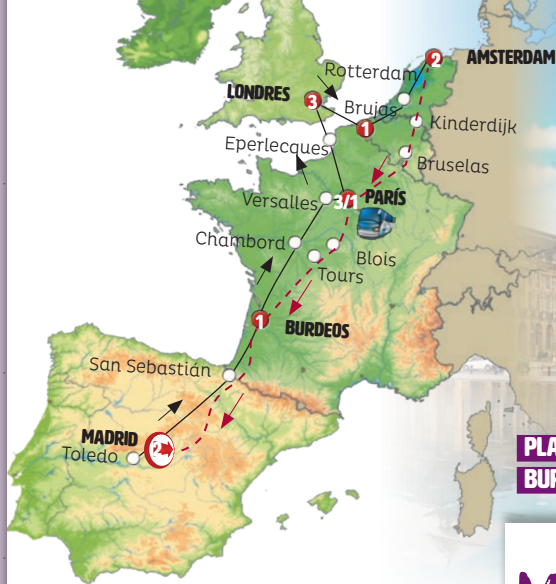 2
AMSTERDAM
Rotterdam
LONDRES
3
Brujas
1
Kinderdijk
Eperlecques
Bruselas
Versalles
3/1
PARÍS
Chambord
Blois
Tours
1
BURDEOS
San Sebastián
MADRID
2
Toledo
PLA
BUR